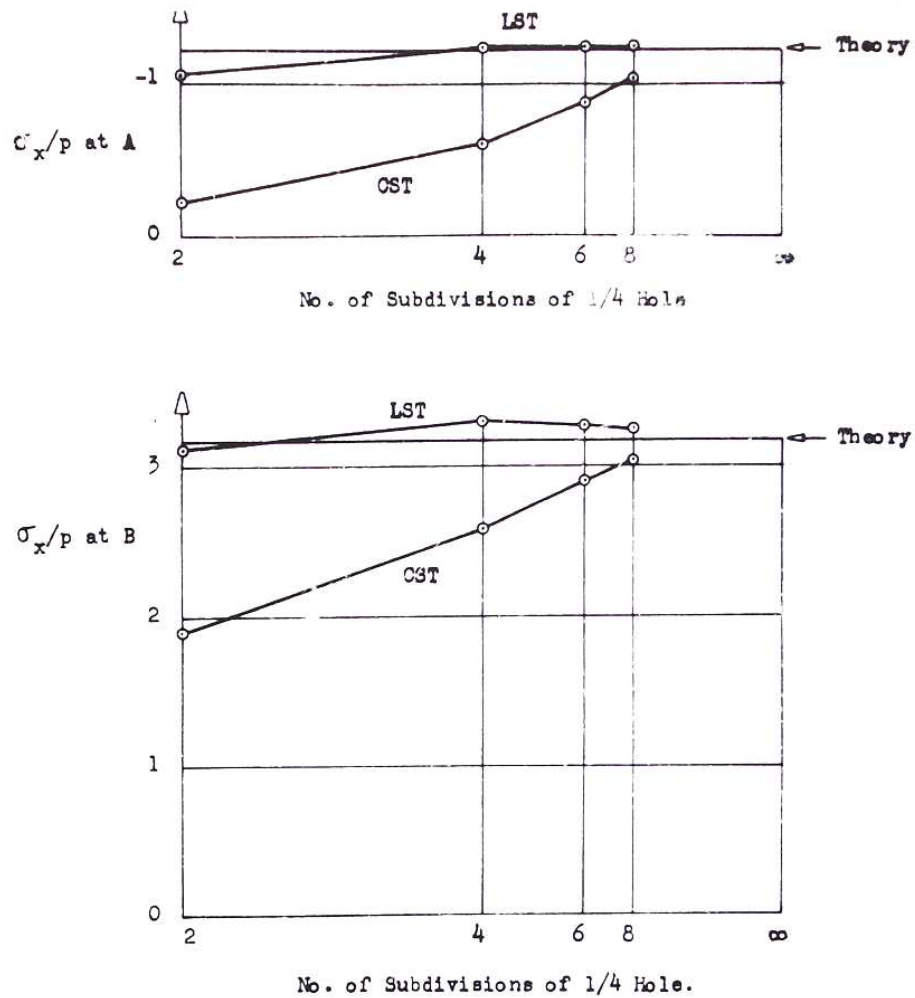 LST
Theory
-1
σx/p at A
CST
0
2 4 6 8 ∞
No. of Subdivisions of 1/4 Hole
LST
Theory
3
σx/p at B
CST
2
1
0
2 4 6 8 ∞
No. of Subdivisions of 1/4 Hole.